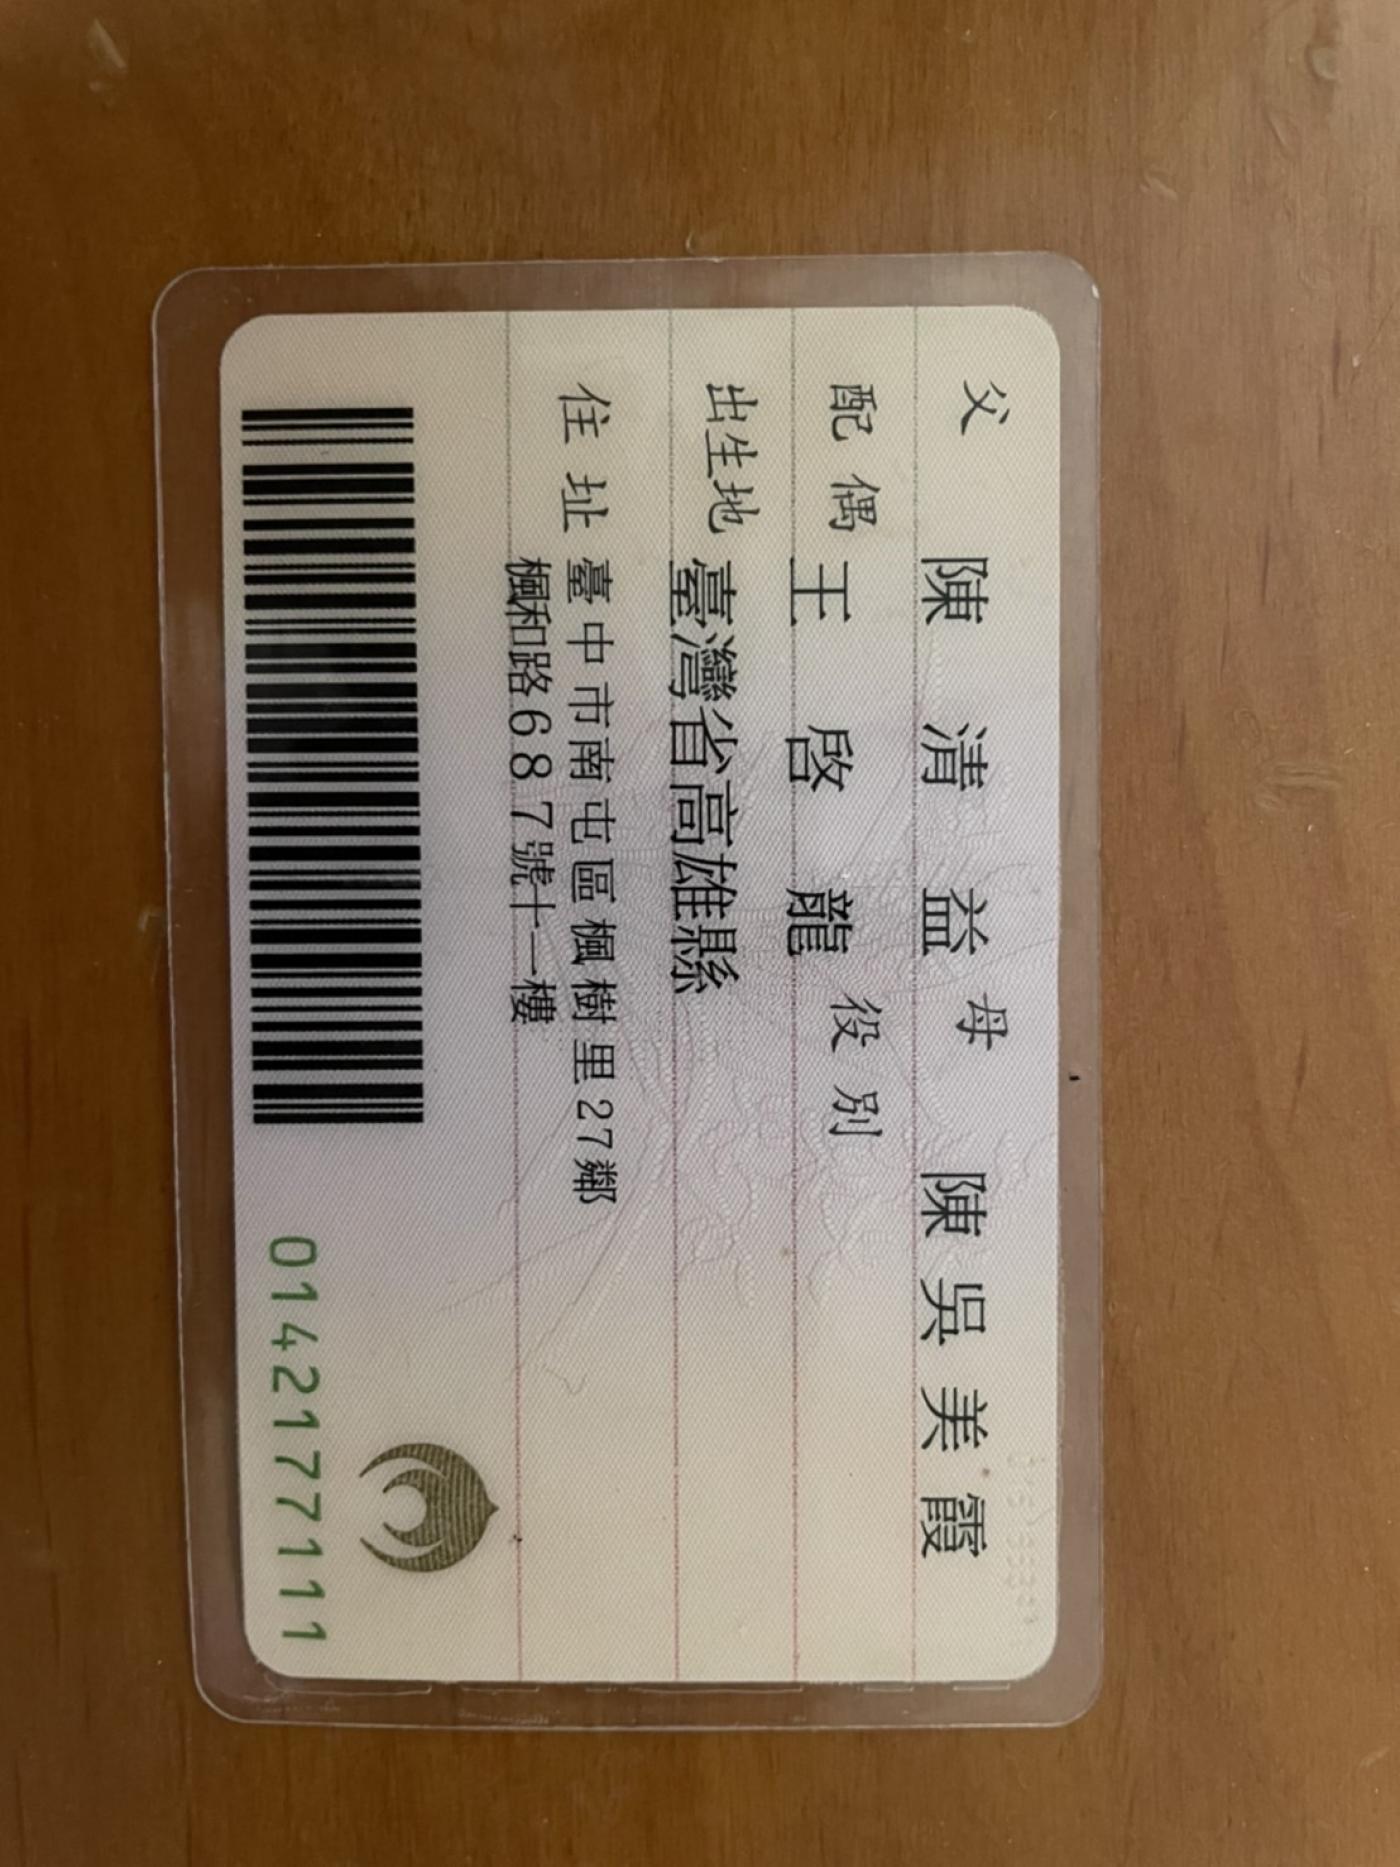 父 陳清益 母 陳吳美霞
配偶 王啓龍 役別
出生地 臺灣省高雄縣
住址 臺中市南屯區楓樹里27鄰
楓和路687號十一樓
0142177111